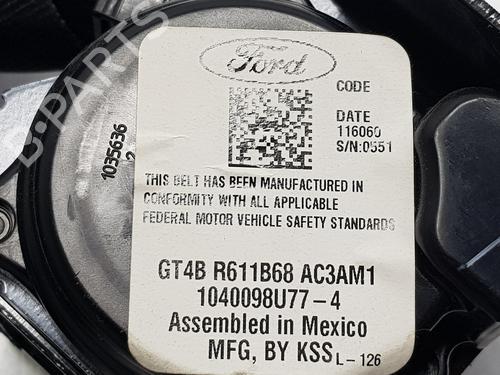 Ford
CODE
DATE
116060
S/N:0551
THIS BELT HAS BEEN MANUFACTURED IN
CONFORMITY WITH ALL APPLICABLE
FEDERAL MOTOR VEHICLE SAFETY STANDARDS
GT4B R611B68 AC3AM1
1040098U77-4
Assembled in Mexico
MFG, BY KSS L-126
1035636
B-PARTS